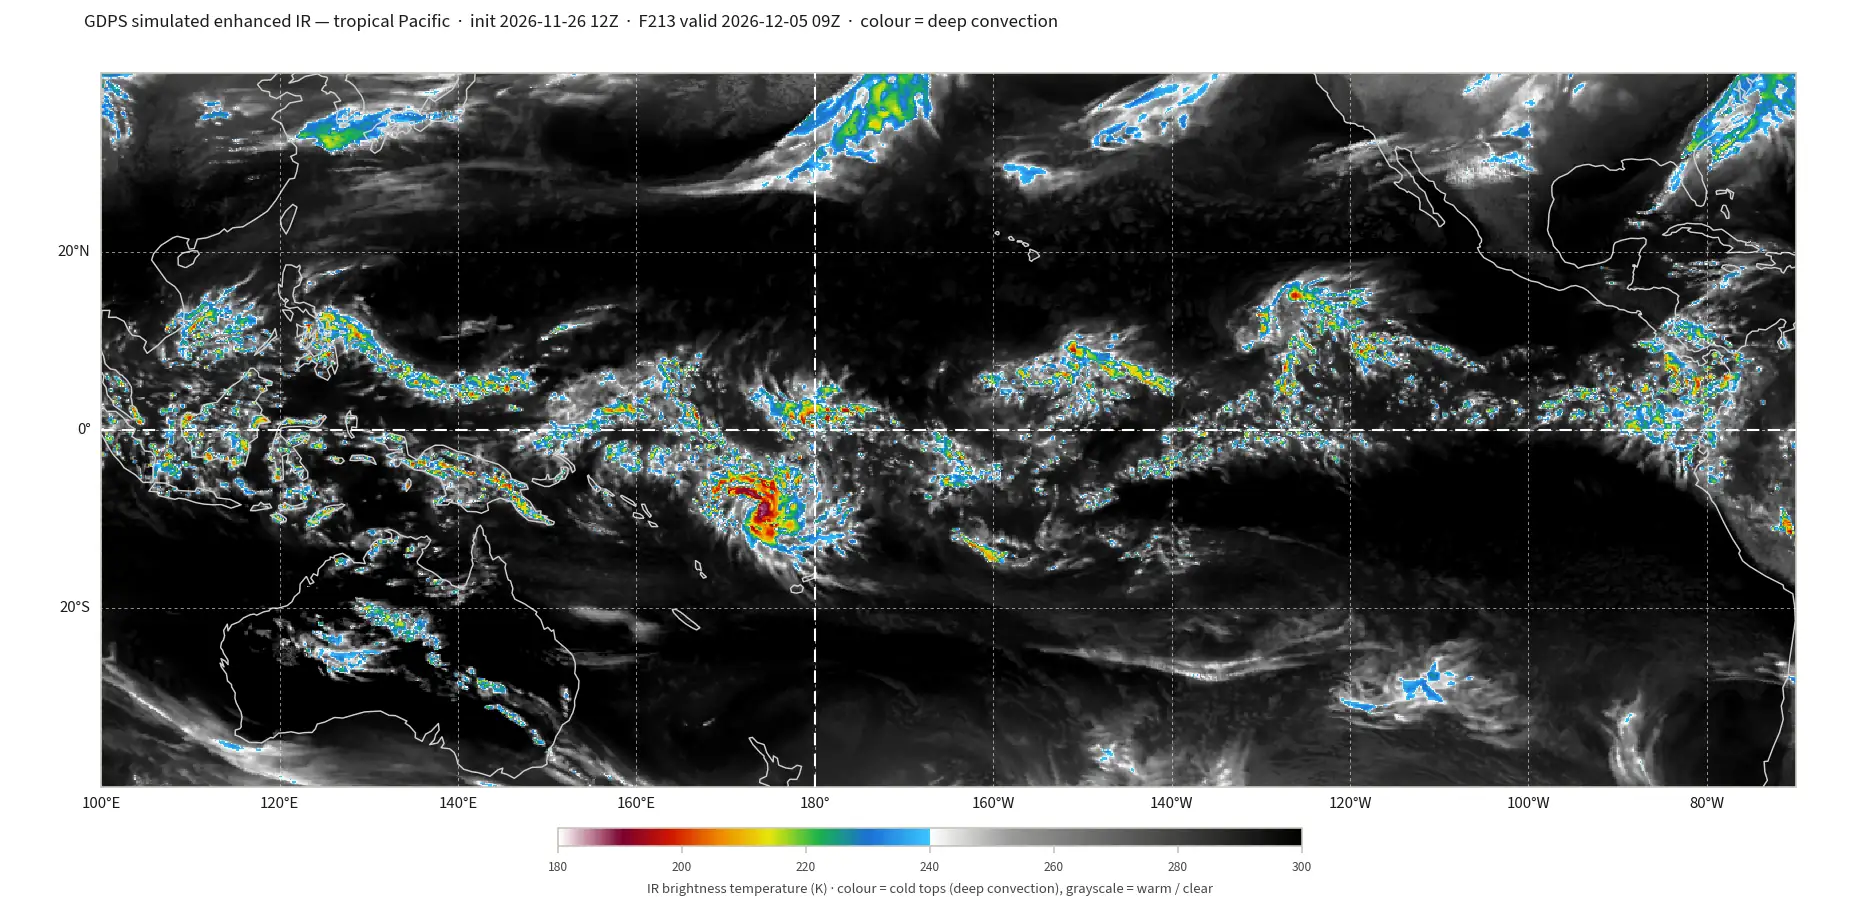 GDPS simulated enhanced IR — tropical Pacific · init 2026-11-26 12Z · F213 valid 2026-12-05 09Z · colour = deep convection
20°N
0°
20°S
100°E 120°E 140°E 160°E 180° 160°W 140°W 120°W 100°W 80°W
180 200 220 240 260 280 300
IR brightness temperature (K) · colour = cold tops (deep convection), grayscale = warm / clear